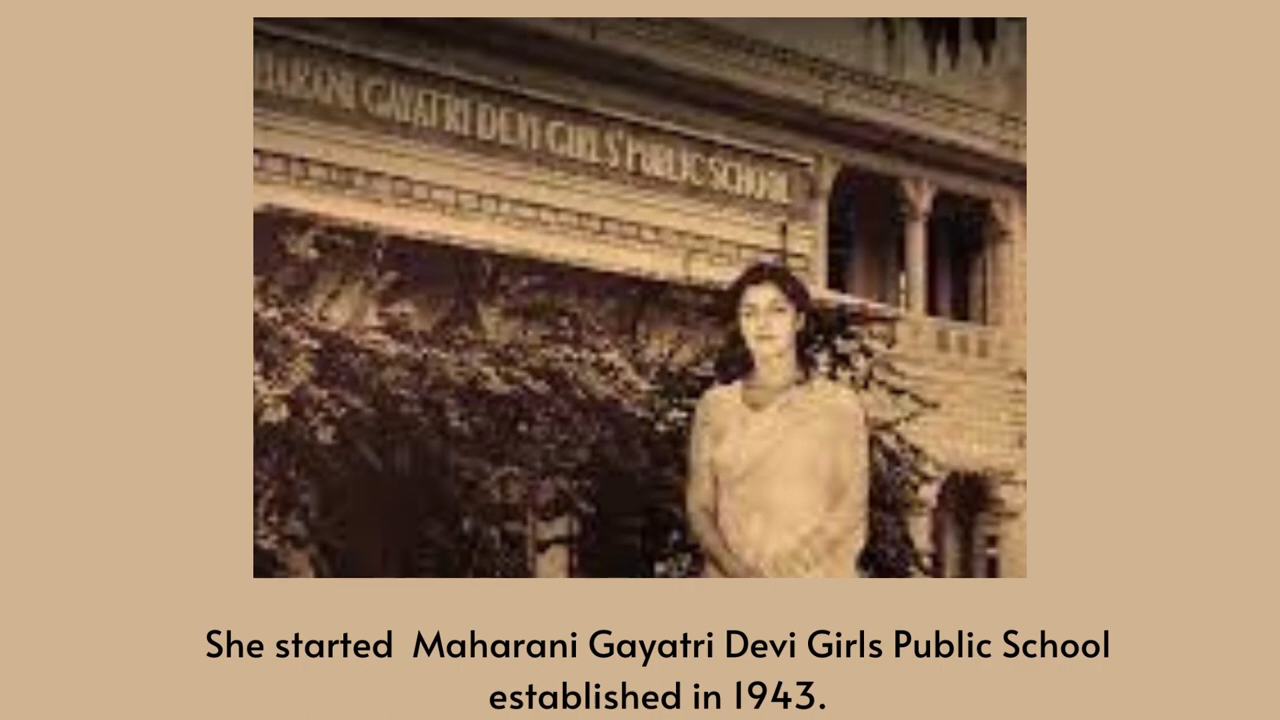 GAYATRI DEVI GIRLS' PUBLIC SCHOOL
She started  Maharani Gayatri Devi Girls Public School
established in 1943.